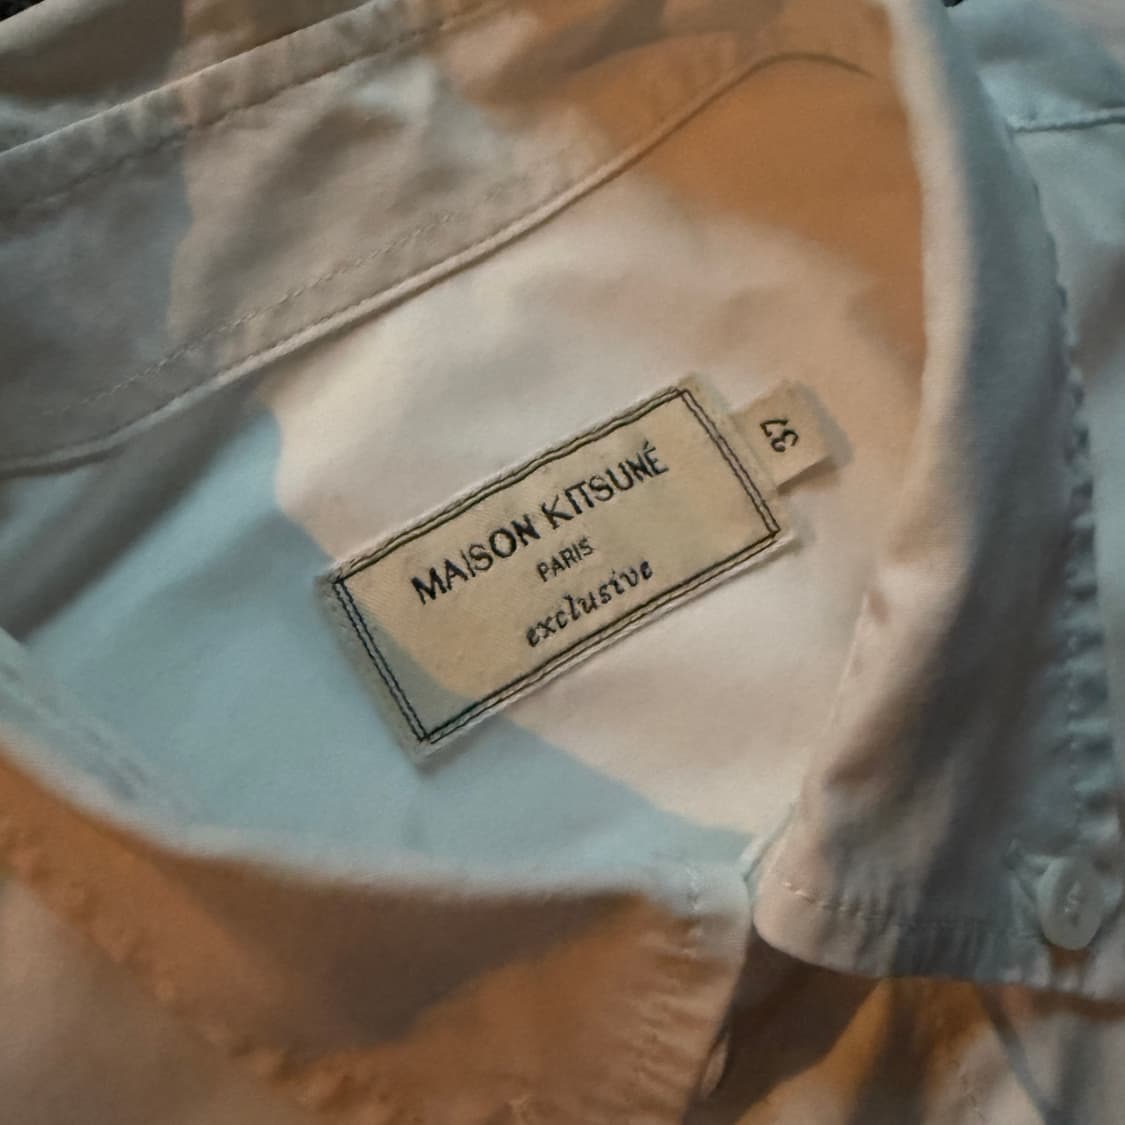 MAISON KITSUNÉ
PARIS
exclusive
37